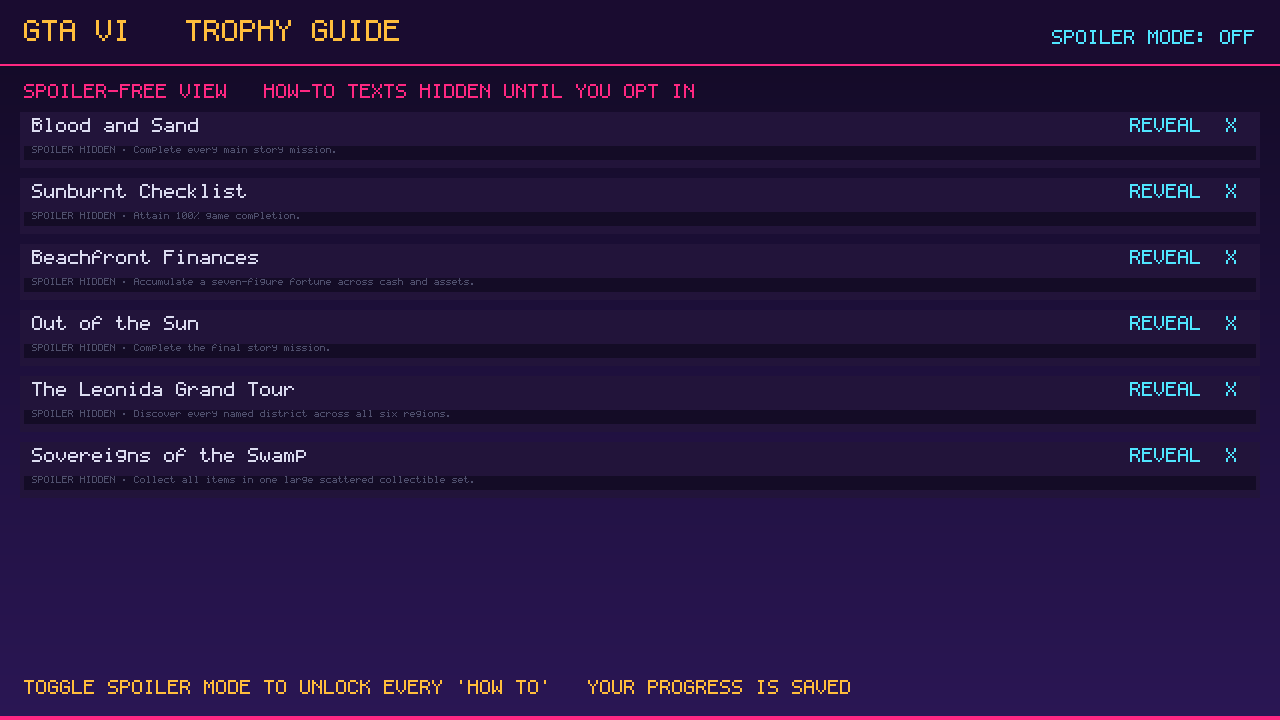 GTA VI TROPHY GUIDE
SPOILER MODE: OFF
SPOILER-FREE VIEW HOW-TO TEXTS HIDDEN UNTIL YOU OPT IN
Blood and Sand REVEAL X
SPOILER HIDDEN · Complete every main story mission.
Sunburnt Checklist REVEAL X
SPOILER HIDDEN · Attain 100% game completion.
Beachfront Finances REVEAL X
SPOILER HIDDEN · Accumulate a seven-figure fortune across cash and assets.
Out of the Sun REVEAL X
SPOILER HIDDEN · Complete the final story mission.
The Leonida Grand Tour REVEAL X
SPOILER HIDDEN · Discover every named district across all six regions.
Sovereigns of the Swamp REVEAL X
SPOILER HIDDEN · Collect all items in one large scattered collectible set.
TOGGLE SPOILER MODE TO UNLOCK EVERY 'HOW TO' YOUR PROGRESS IS SAVED